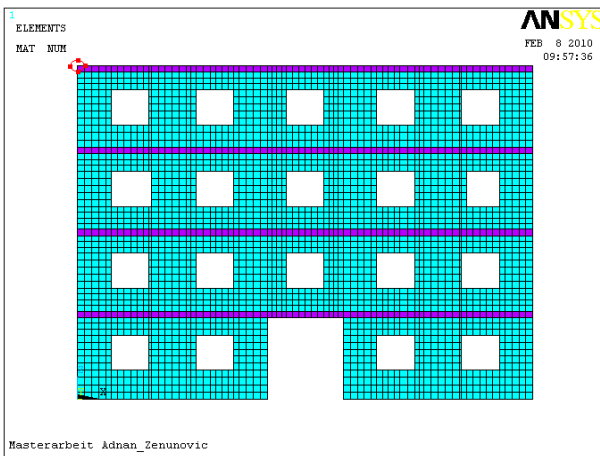 1
ELEMENTS
MAT NUM
ANSYS
FEB 8 2010
09:57:36
X
Masterarbeit Adnan_Zenunovic